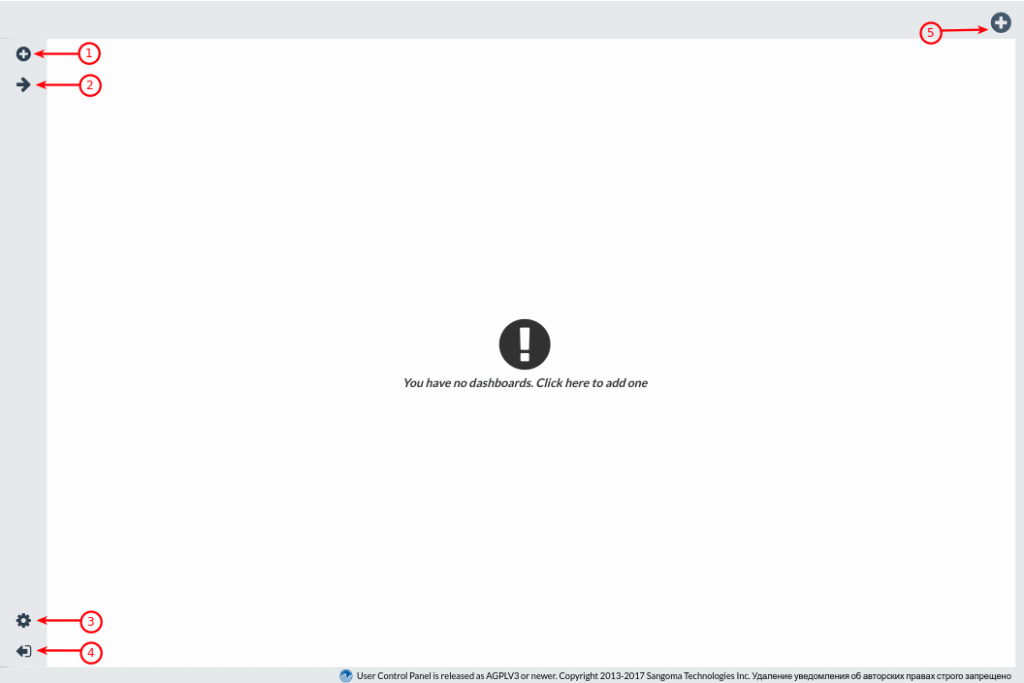 5
1
2
You have no dashboards. Click here to add one
3
4
User Control Panel is released as AGPLV3 or newer. Copyright 2013-2017 Sangoma Technologies Inc. Удаление уведомления об авторских правах строго запрещено